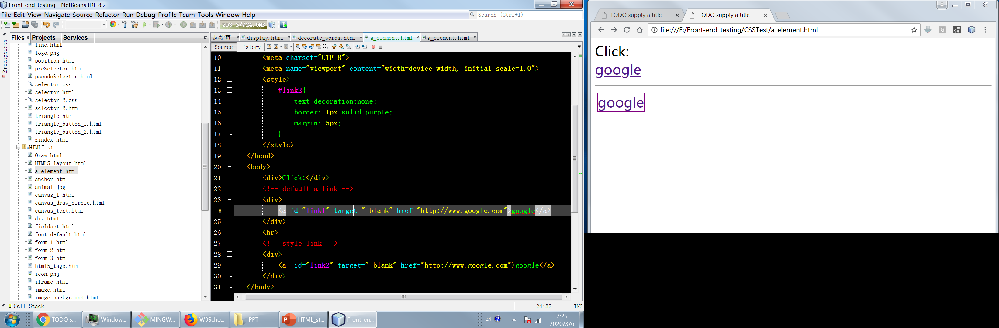 Front-end_testing - NetBeans IDE 8.2
File Edit View Navigate Source Refactor Run Debug Profile Team Tools Window Help
Search (Ctrl+I)
293.3/724.0MB
Files Projects Services
Breakpoints
line.html
logo.png
position.html
preSelector.html
pseudoSelector.html
selector.css
selector.html
selector_2.css
selector_2.html
triangle.html
triangle_button_1.html
triangle_button_2.html
zindex.html
HTMLTest
Oraw.html
HTML5_layout.html
a_element.html
anchor.html
animal.jpg
canvas_1.html
canvas_draw_circle.html
canvas_text.html
div.html
fieldset.html
font_default.html
form_1.html
form_2.html
form_3.html
html5_tags.html
icon.png
iframe.html
image.html
image_background.html
起始页 display.html decorate_words.html a_element.html a_element.html
Source History
10 <meta charset="UTF-8">
11 <meta name="viewport" content="width=device-width, initial-scale=1.0">
12 <style>
13 #link2{
14 text-decoration:none;
15 border: 1px solid purple;
16 margin: 5px;
17 }
18 </style>
19 </head>
20 <body>
21 <div>Click:</div>
22 <!-- default a link -->
23 <div>
<a id="link1" target="_blank" href="http://www.google.com">google</a>
25 </div>
26 <hr>
27 <!-- style link -->
28 <div>
29 <a  id="link2" target="_blank" href="http://www.google.com">google</a>
30 </div>
31 </body>
Call Stack
24:32 INS
TODO s... Window... MINGW... W3Scho... PPT HTML_st... Front-en...
EN
7:25
2020/3/6
TODO supply a title TODO supply a title
file:///F:/Front-end_testing/CSSTest/a_element.html
G Se
Click:
google
google